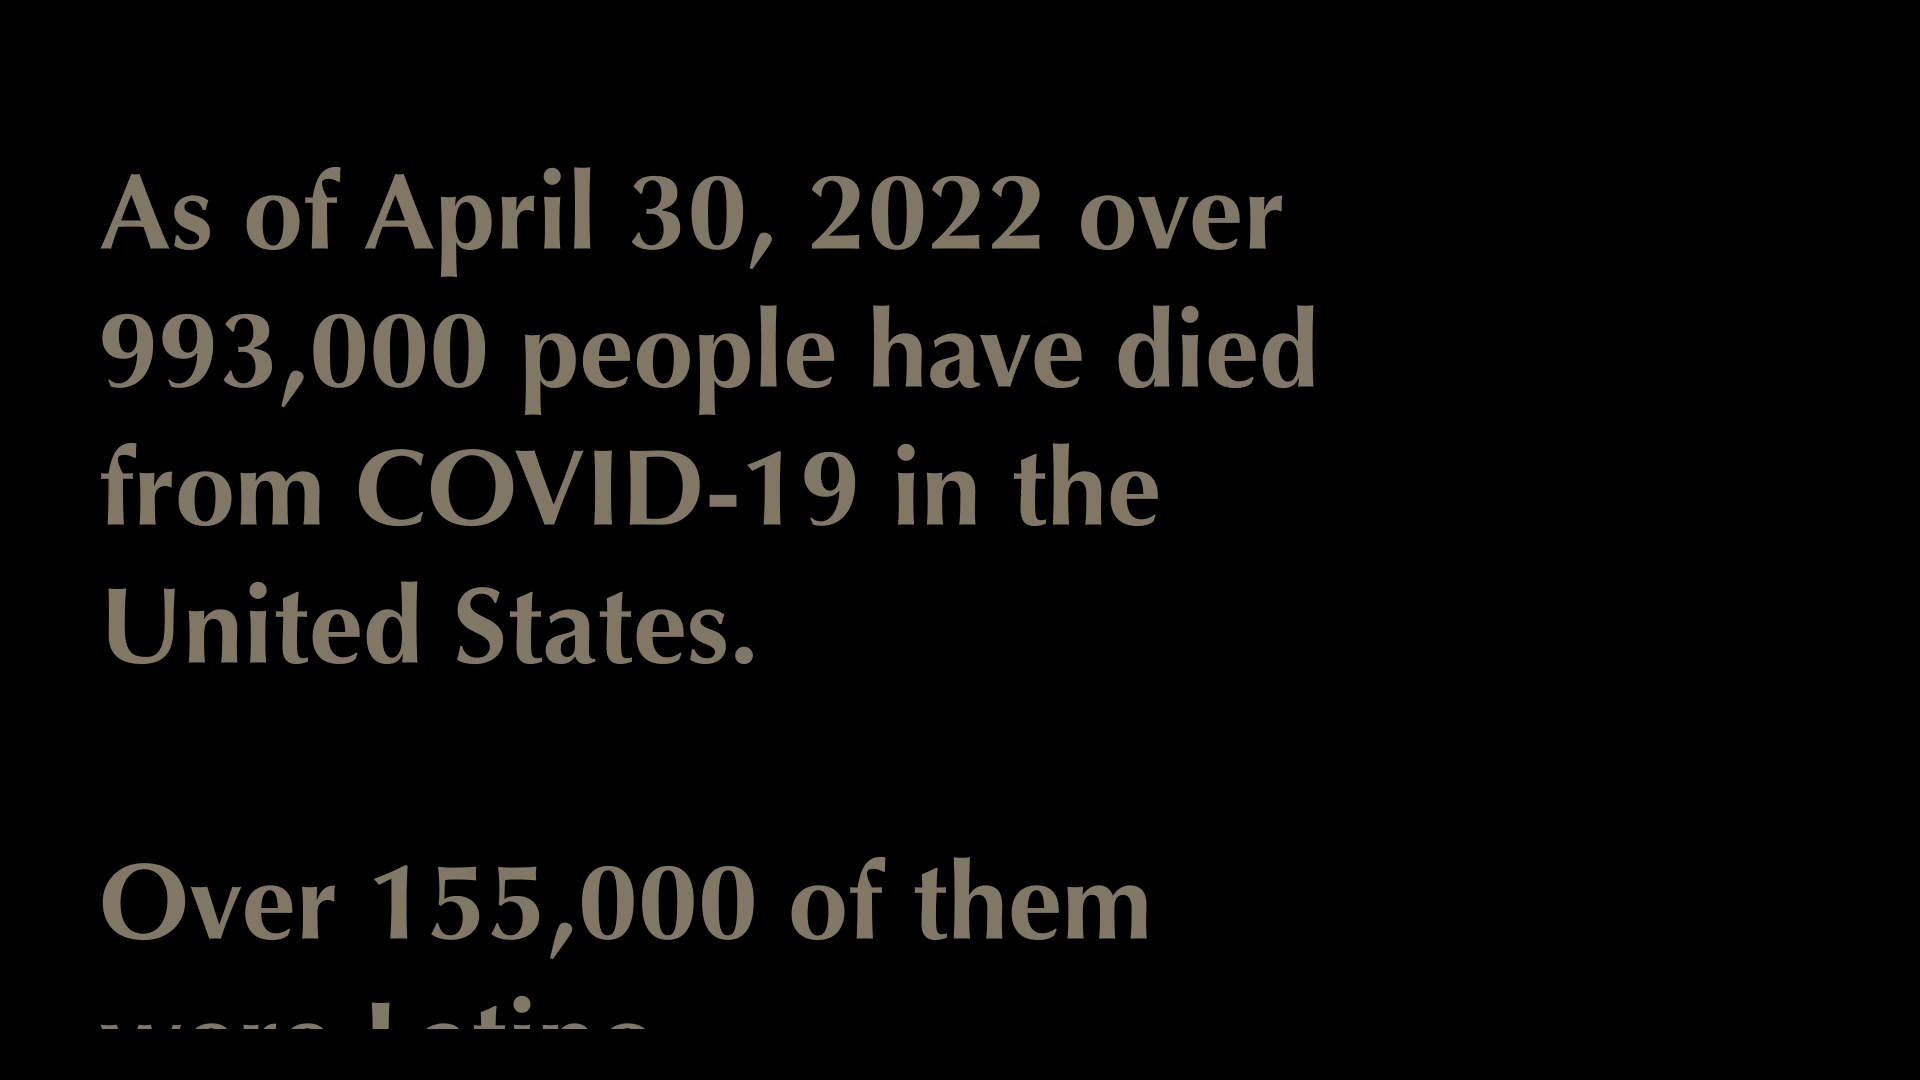 As of April 30, 2022 over
993,000 people have died
from COVID-19 in the
United States.
Over 155,000 of them
were